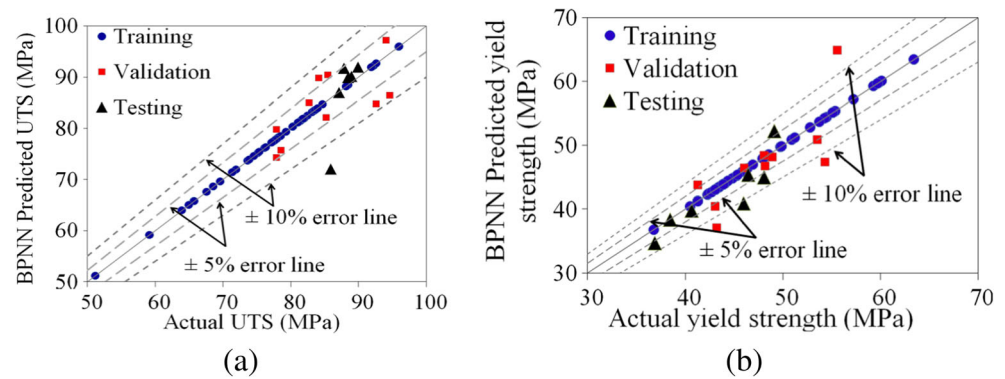 BPNN Predicted UTS (MPa)
100
90
80
70
60
50
Training
Validation
Testing
± 10% error line
± 5% error line
50 60 70 80 90 100
Actual UTS (MPa)
(a)
BPNN Predicted yield
strength (MPa)
70
60
50
40
30
Training
Validation
Testing
± 10% error line
± 5% error line
30 40 50 60 70
Actual yield strength (MPa)
(b)